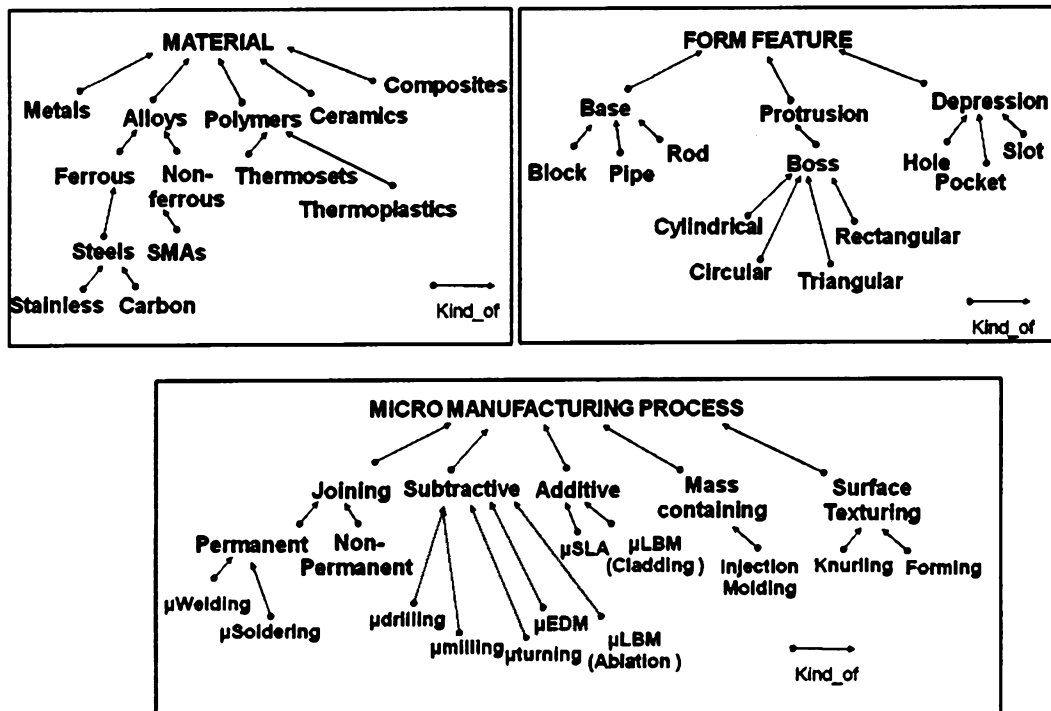 MATERIAL
Composites
Metals
Alloys
Polymers
Ceramics
Ferrous
Non-
ferrous
Thermosets
Thermoplastics
Steels
SMAs
Stainless
Carbon
Kind_of
FORM FEATURE
Base
Protrusion
Depression
Block
Pipe
Rod
Boss
Hole
Pocket
Slot
Cylindrical
Rectangular
Circular
Triangular
Kind_of
MICRO MANUFACTURING PROCESS
Joining
Subtractive
Additive
Mass
containing
Surface
Texturing
Permanent
Non-
Permanent
µSLA
µLBM
(Cladding)
Injection
Molding
Knurling
Forming
µWelding
µSoldering
µdrilling
µmilling
µturning
µEDM
µLBM
(Ablation)
Kind_of